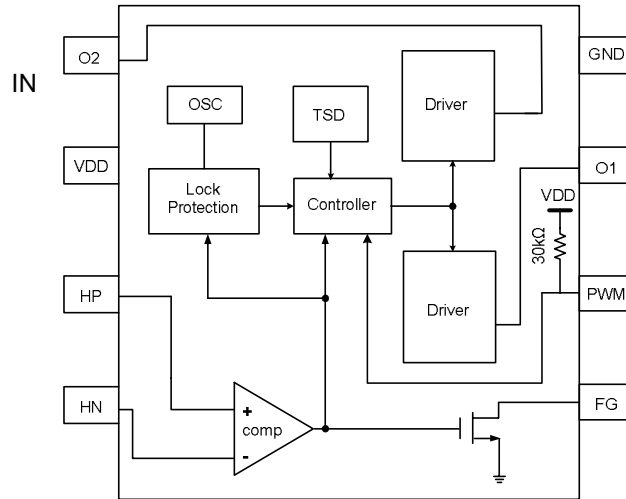 IN
O2
GND
OSC
TSD
Driver
VDD
O1
Lock
Protection
Controller
VDD
30kΩ
HP
Driver
PWM
HN
+
comp
-
FG